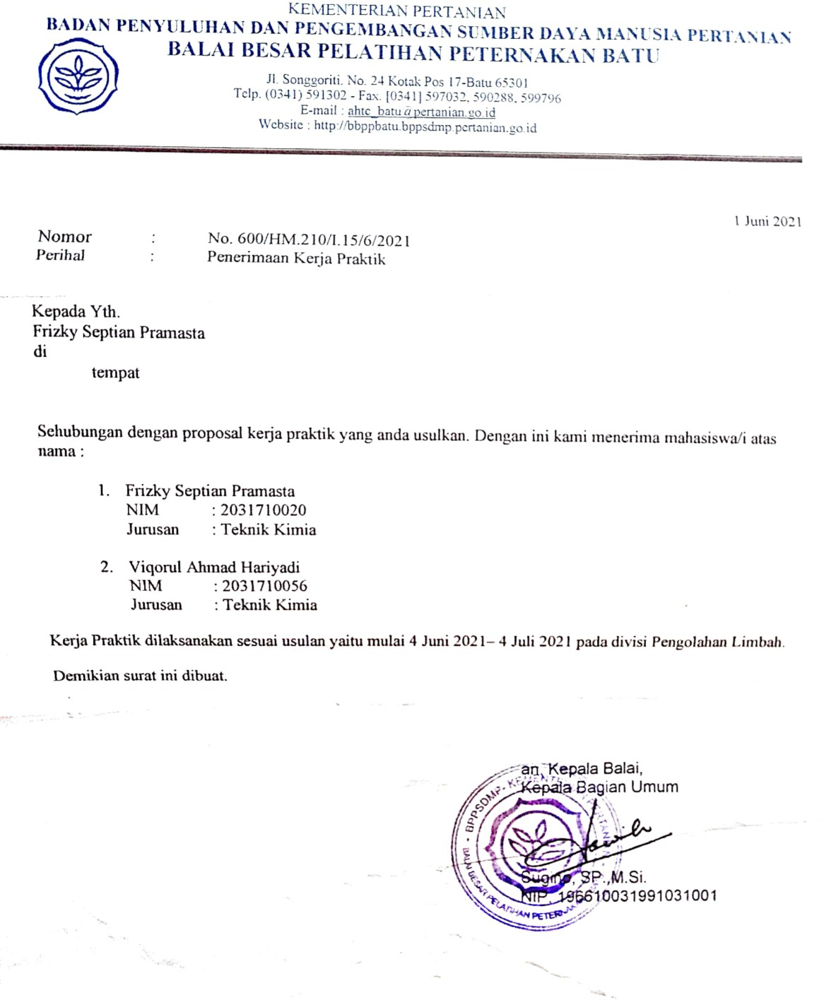 KEMENTERIAN PERTANIAN
BADAN PENYULUHAN DAN PENGEMBANGAN SUMBER DAYA MANUSIA PERTANIAN
BALAI BESAR PELATIHAN PETERNAKAN BATU
Jl. Songgoriti. No. 24 Kotak Pos 17-Batu 65301
Telp. (0341) 591302 - Fax. [0341] 597032, 590288, 599796
E-mail : ahtc_batu@pertanian.go.id
Website : http://bbppbatu.bppsdmp.pertanian.go.id
1 Juni 2021
Nomor : No. 600/HM.210/I.15/6/2021
Perihal : Penerimaan Kerja Praktik
Kepada Yth.
Frizky Septian Pramasta
di
tempat
Sehubungan dengan proposal kerja praktik yang anda usulkan. Dengan ini kami menerima mahasiswa/i atas
nama :
1. Frizky Septian Pramasta
NIM : 2031710020
Jurusan : Teknik Kimia
2. Viqorul Ahmad Hariyadi
NIM : 2031710056
Jurusan : Teknik Kimia
Kerja Praktik dilaksanakan sesuai usulan yaitu mulai 4 Juni 2021– 4 Juli 2021 pada divisi Pengolahan Limbah.
Demikian surat ini dibuat.
an, Kepala Balai,
Kepala Bagian Umum
BPPSDMP - KEMENTERIAN PERTANIAN
BALAI BESAR PELATIHAN PETERNAKAN
Sugino, SP.,M.Si.
NIP. 196610031991031001